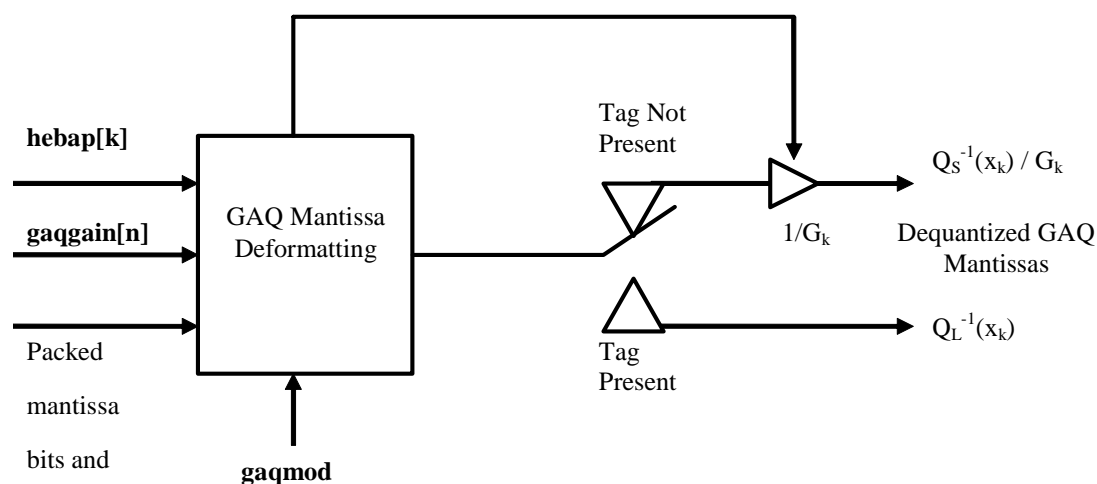 Tag Not
Present
hebap[k]
Q_S^-1(x_k) / G_k
GAQ Mantissa
Deformatting
gaqgain[n]
1/G_k
Dequantized GAQ
Mantissas
Q_L^-1(x_k)
Packed
mantissa
bits and
Tag
Present
gaqmod